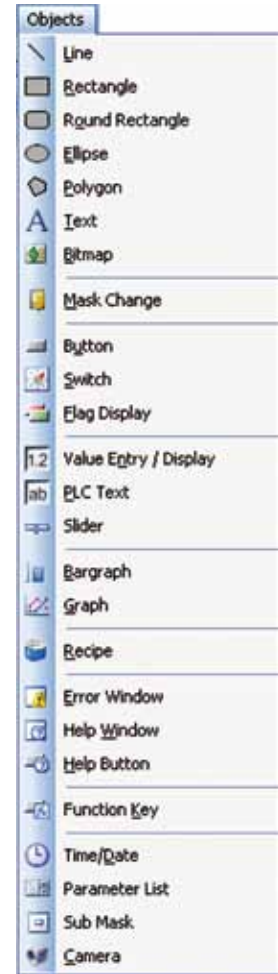 Objects
Line
Rectangle
Round Rectangle
Ellipse
Polygon
A Text
Bitmap
Mask Change
Button
Switch
Flag Display
1.2 Value Entry / Display
ab PLC Text
Slider
Bargraph
Graph
Recipe
Error Window
Help Window
Help Button
Function Key
Time/Date
Parameter List
Sub Mask
Camera